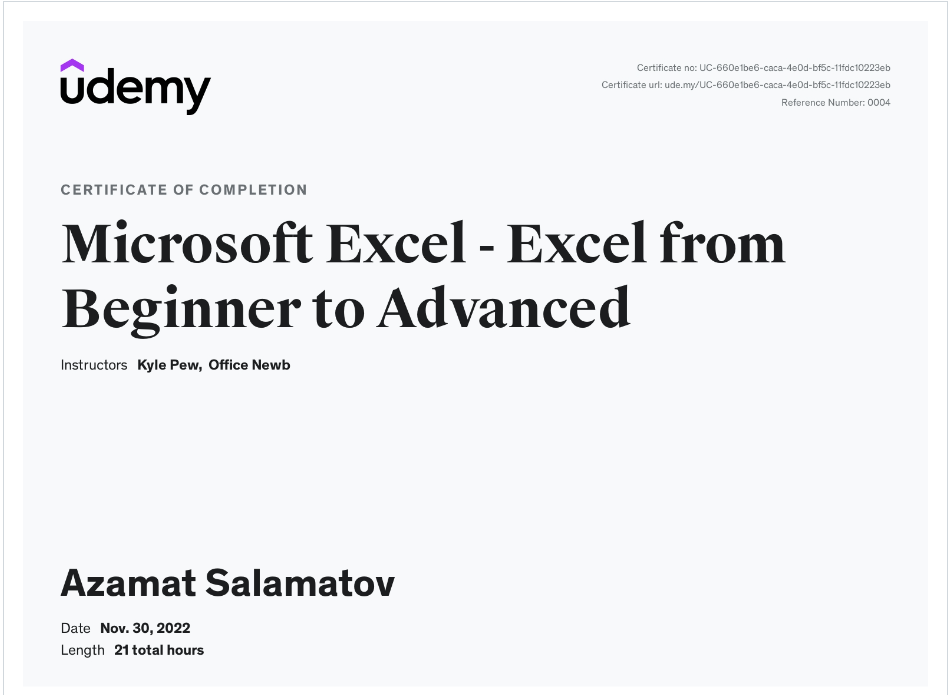 udemy
Certificate no: UC-660e1be6-caca-4e0d-bf5c-11fdc10223eb
Certificate url: ude.my/UC-660e1be6-caca-4e0d-bf5c-11fdc10223eb
Reference Number: 0004
CERTIFICATE OF COMPLETION
Microsoft Excel - Excel from
Beginner to Advanced
Instructors Kyle Pew, Office Newb
Azamat Salamatov
Date Nov. 30, 2022
Length 21 total hours